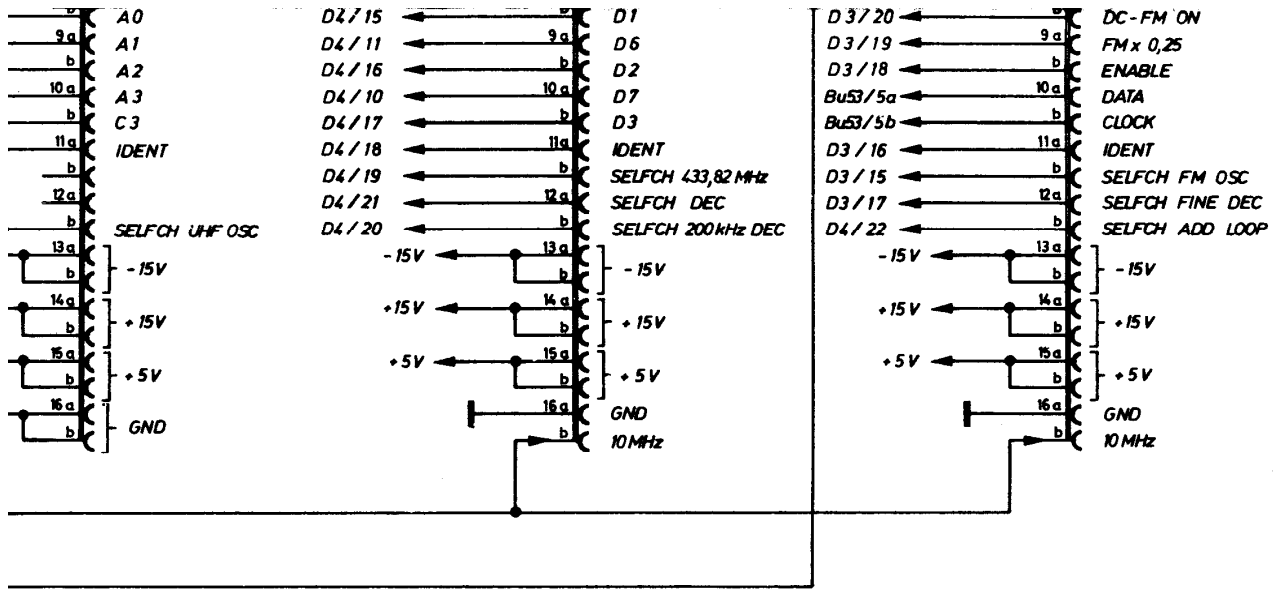 b A0 D4/15 b D1 D3/20 b DC-FM ON
9a A1 D4/11 9a D6 D3/19 9a FM x 0,25
b A2 D4/16 b D2 D3/18 b ENABLE
10a A3 D4/10 10a D7 Bu53/5a 10a DATA
b C3 D4/17 b D3 Bu53/5b b CLOCK
11a IDENT D4/18 11a IDENT D3/16 11a IDENT
b D4/19 b SELFCH 433,82 MHz D3/15 b SELFCH FM OSC
12a D4/21 12a SELFCH DEC D3/17 12a SELFCH FINE DEC
b SELFCH UHF OSC D4/20 b SELFCH 200kHz DEC D4/22 b SELFCH ADD LOOP
13a -15V 13a -15V 13a
b -15V b -15V b -15V
14a +15V 14a +15V 14a
b +15V b +15V b +15V
15a +5V 15a +5V 15a
b +5V b +5V b +5V
16a 16a GND 16a GND
b GND b 10MHz b 10MHz